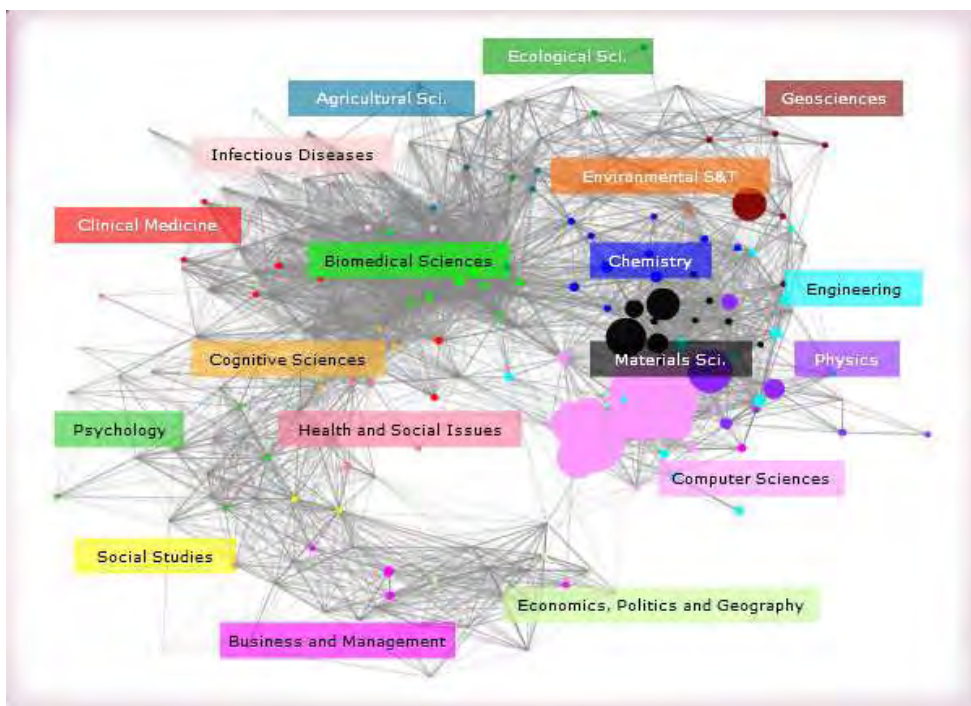 Ecological Sci.
Agricultural Sci.
Geosciences
Infectious Diseases
Environmental S&T
Clinical Medicine
Biomedical Sciences
Chemistry
Engineering
Cognitive Sciences
Materials Sci.
Physics
Psychology
Health and Social Issues
Computer Sciences
Social Studies
Economics, Politics and Geography
Business and Management